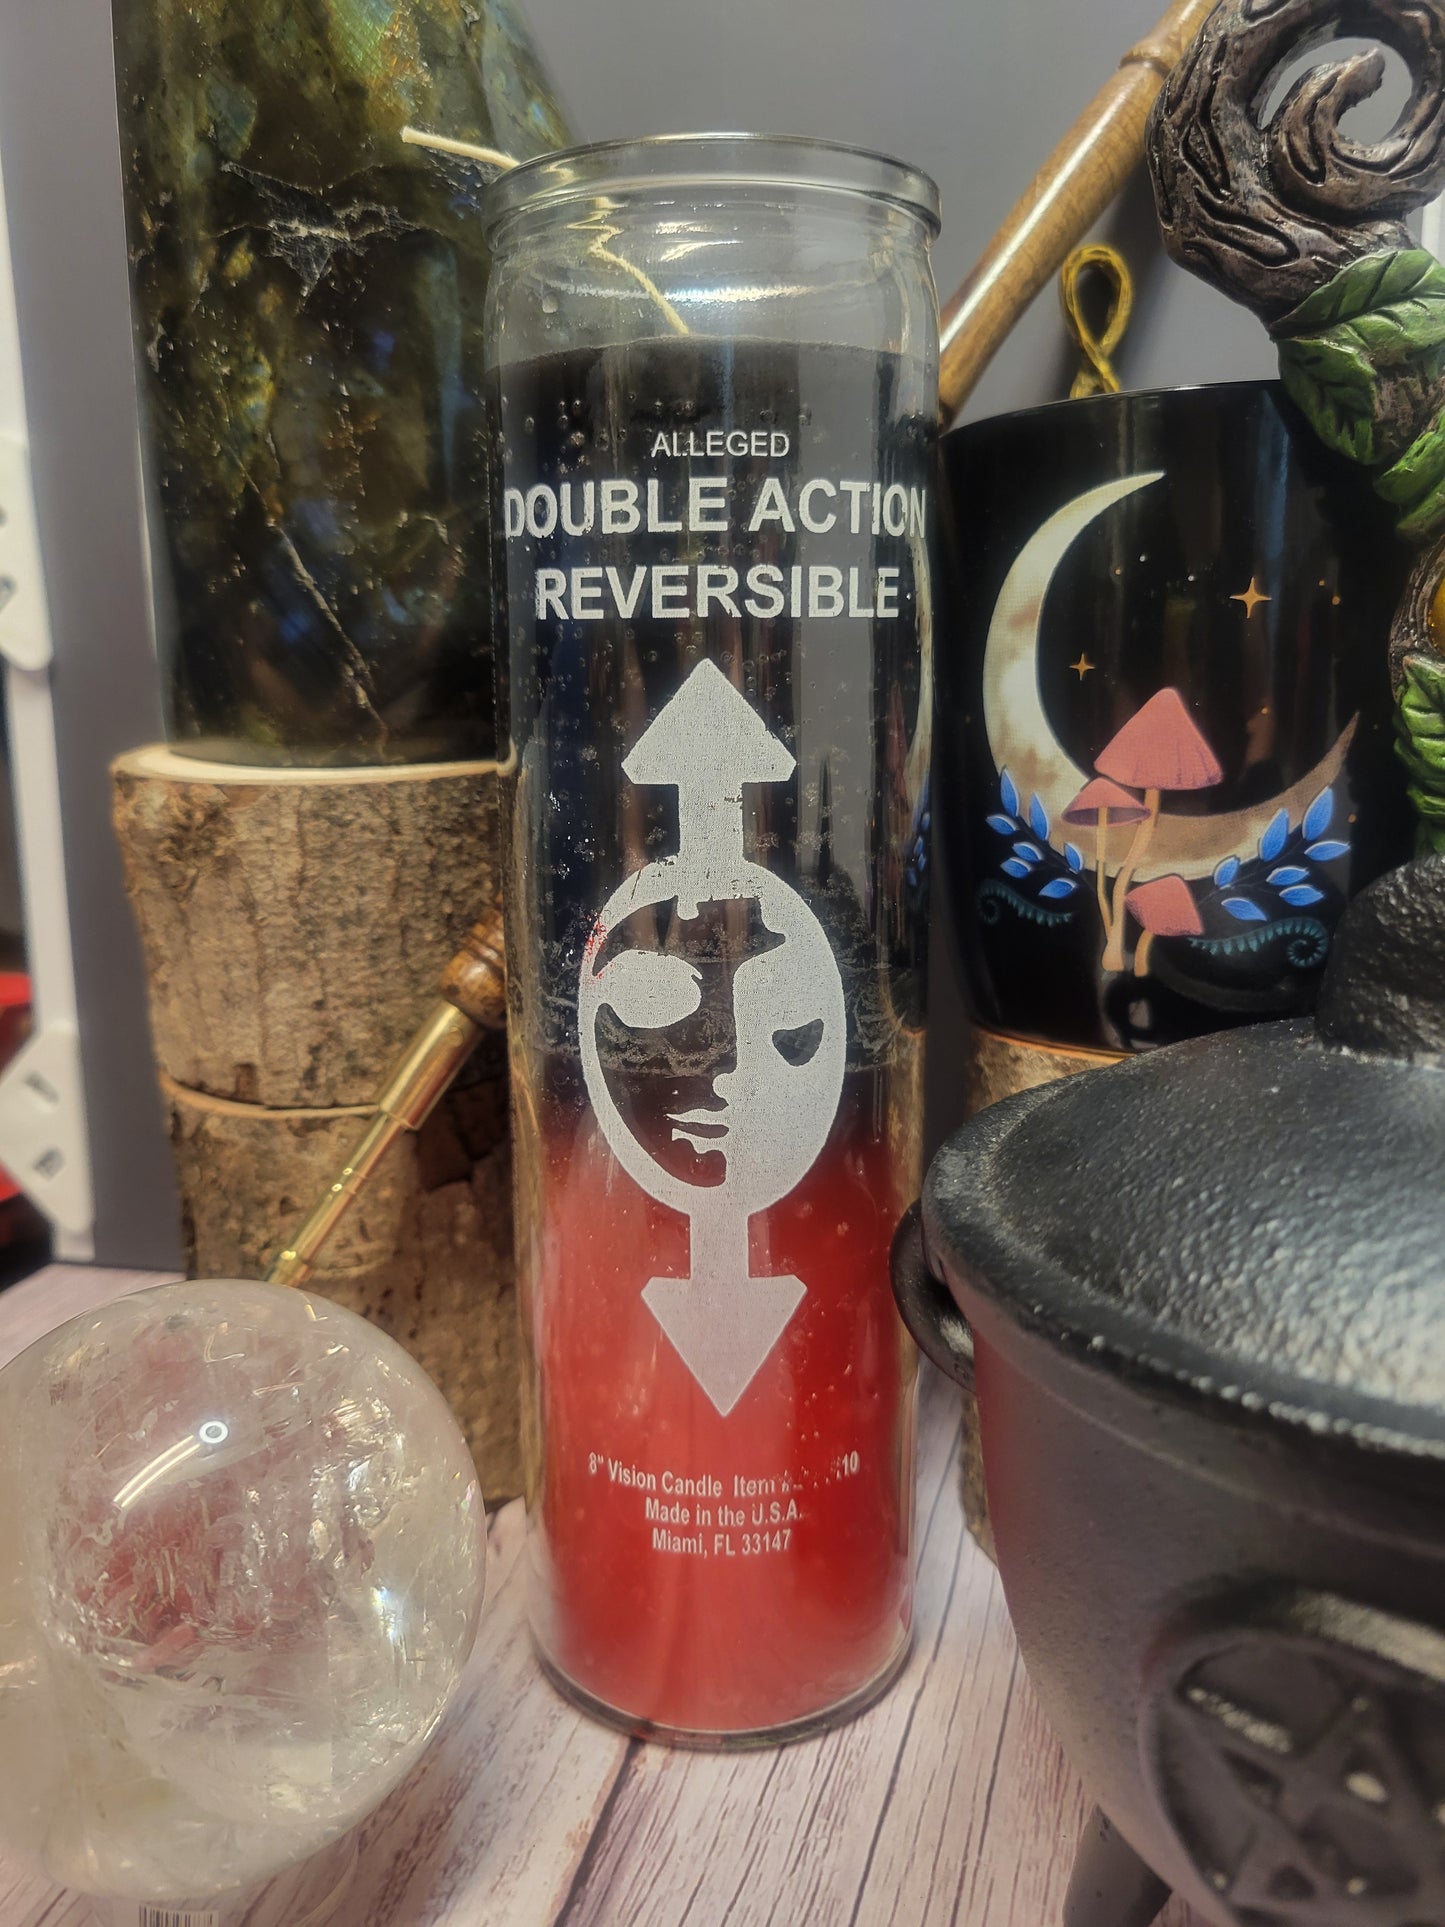 ALLEGED
DOUBLE ACTION
REVERSIBLE
8" Vision Candle Item
Made in the U.S.A.
Miami, FL 33147